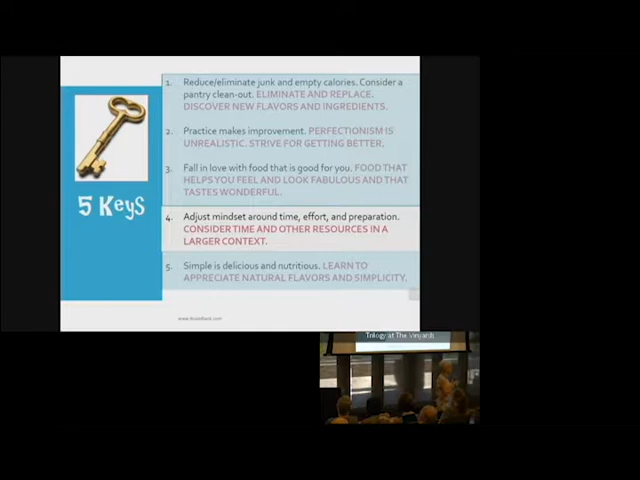 1. Reduce/eliminate junk and empty calories. Consider a
pantry clean-out. ELIMINATE AND REPLACE.
DISCOVER NEW FLAVORS AND INGREDIENTS.
2. Practice makes improvement. PERFECTIONISM IS
UNREALISTIC. STRIVE FOR GETTING BETTER.
3. Fall in love with food that is good for you. FOOD THAT
HELPS YOU FEEL AND LOOK FABULOUS AND THAT
TASTES WONDERFUL.
5 Keys
4. Adjust mindset around time, effort, and preparation.
CONSIDER TIME AND OTHER RESOURCES IN A
LARGER CONTEXT.
5. Simple is delicious and nutritious. LEARN TO
APPRECIATE NATURAL FLAVORS AND SIMPLICITY.
Trilogy at The Vineyards